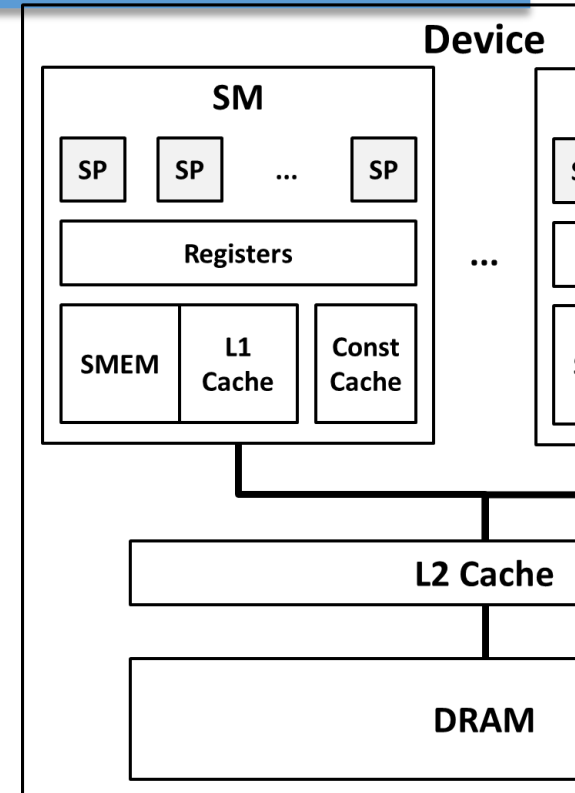 Device
SM
SP SP ... SP
Registers
...
SMEM
L1
Cache
Const
Cache
L2 Cache
DRAM